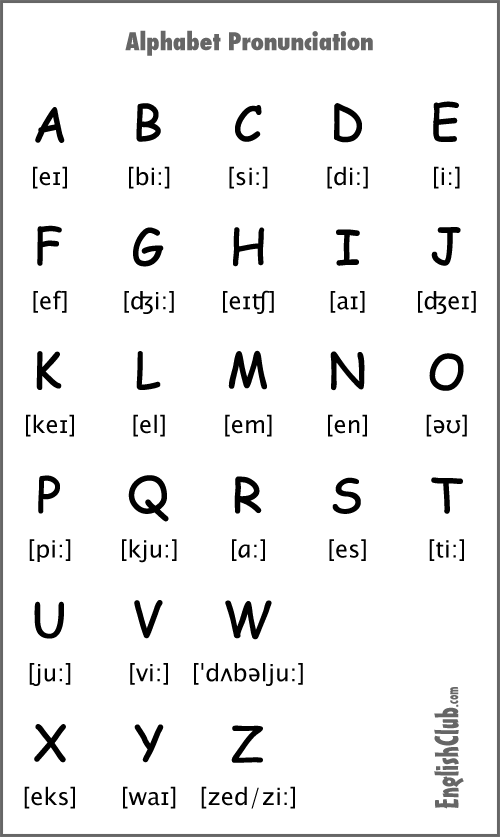 Alphabet Pronunciation
A B C D E
[eɪ] [biː] [siː] [diː] [iː]
F G H I J
[ef] [ʤiː] [eɪʧ] [aɪ] [ʤeɪ]
K L M N O
[keɪ] [el] [em] [en] [əʊ]
P Q R S T
[piː] [kjuː] [ɑː] [es] [tiː]
U V W
[juː] [viː] [ˈdʌbəljuː]
X Y Z
[eks] [waɪ] [zed/ziː]
EnglishClub.com